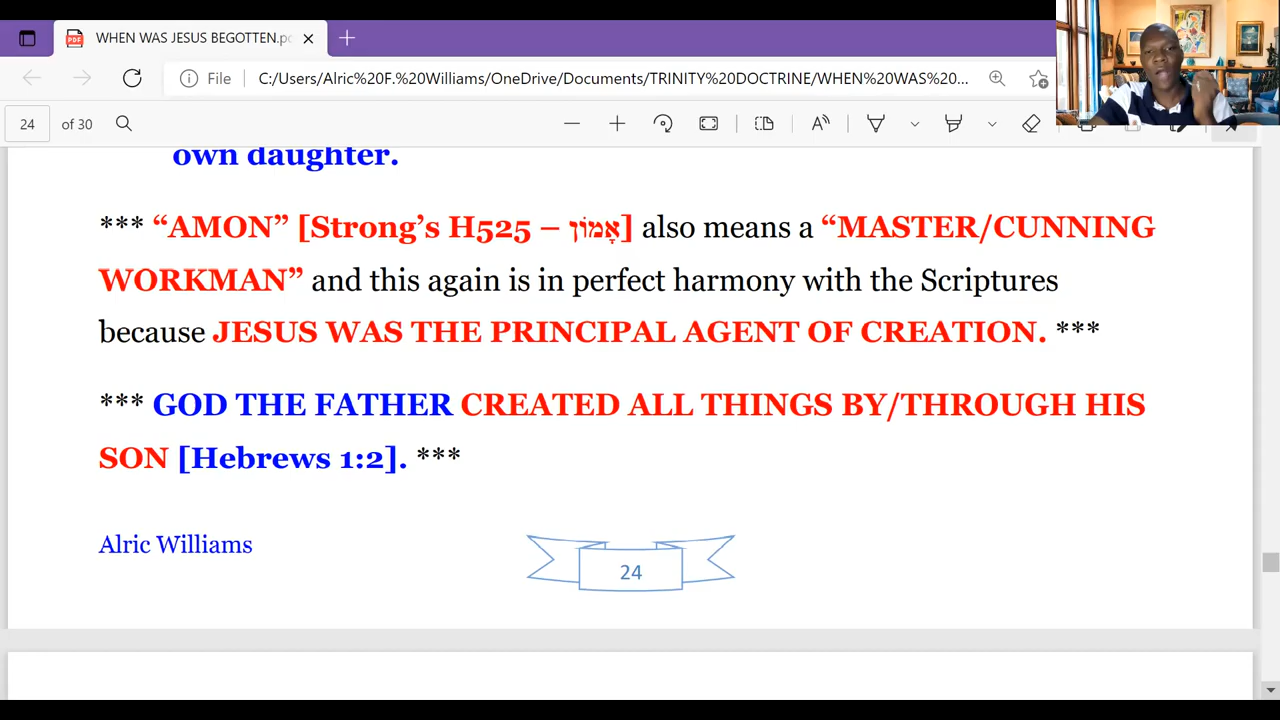 WHEN WAS JESUS BEGOTTEN.p
File
C:/Users/Alric%20F.%20Williams/OneDrive/Documents/TRINITY%20DOCTRINE/WHEN%20WAS%20...
24
of 30
own daughter.
*** “AMON” [Strong’s H525 – אָמוֹן] also means a “MASTER/CUNNING
WORKMAN” and this again is in perfect harmony with the Scriptures
because JESUS WAS THE PRINCIPAL AGENT OF CREATION. ***
*** GOD THE FATHER CREATED ALL THINGS BY/THROUGH HIS
SON [Hebrews 1:2]. ***
Alric Williams
24